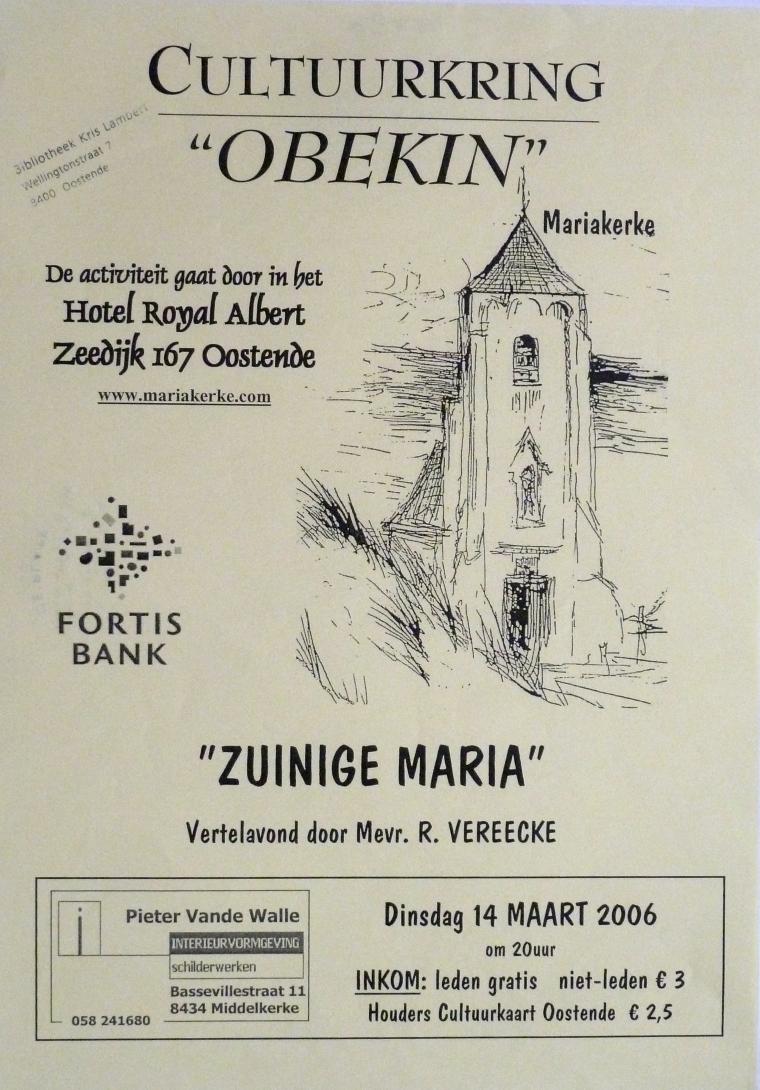 CULTUURKRING
"OBEKIN"
Bibliotheek Kris Lambert
Wellingtonstraat 7
8400 Oostende
Mariakerke
De activiteit gaat door in het
Hotel Royal Albert
Zeedijk 167 Oostende
www.mariakerke.com
FORTIS
BANK
"ZUINIGE MARIA"
Vertelavond door Mevr. R. VEREECKE
i
Pieter Vande Walle
INTERIEURVORMGEVING
schilderwerken
Bassevillestraat 11
8434 Middelkerke
058 241680
Dinsdag 14 MAART 2006
om 20uur
INKOM: leden gratis niet-leden € 3
Houders Cultuurkaart Oostende € 2,5